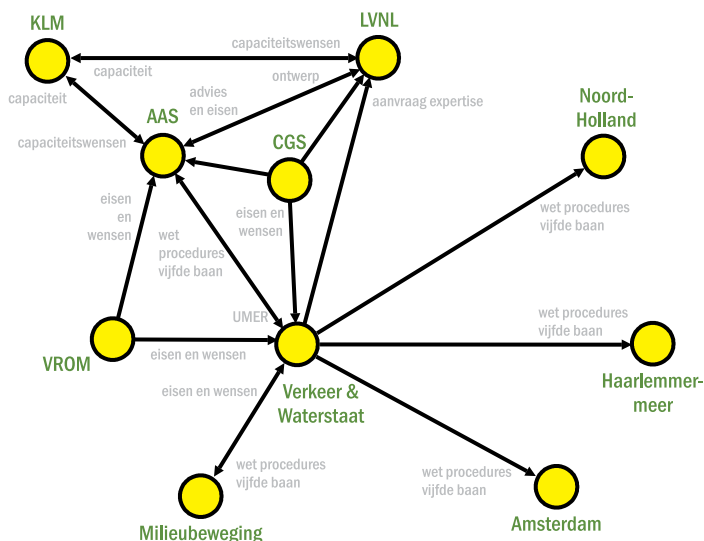 KLM
LVNL
capaciteitswensen
capaciteit
ontwerp
capaciteit
advies
en eisen
aanvraag expertise
Noord-
Holland
AAS
capaciteitswensen
CGS
eisen
en
wensen
eisen en
wensen
wet procedures
vijfde baan
wet
procedures
vijfde baan
UMER
wet procedures
vijfde baan
VROM
eisen en wensen
eisen en wensen
Verkeer &
Waterstaat
Haarlemmer-
meer
wet procedures
vijfde baan
wet procedures
vijfde baan
Milieubeweging
Amsterdam